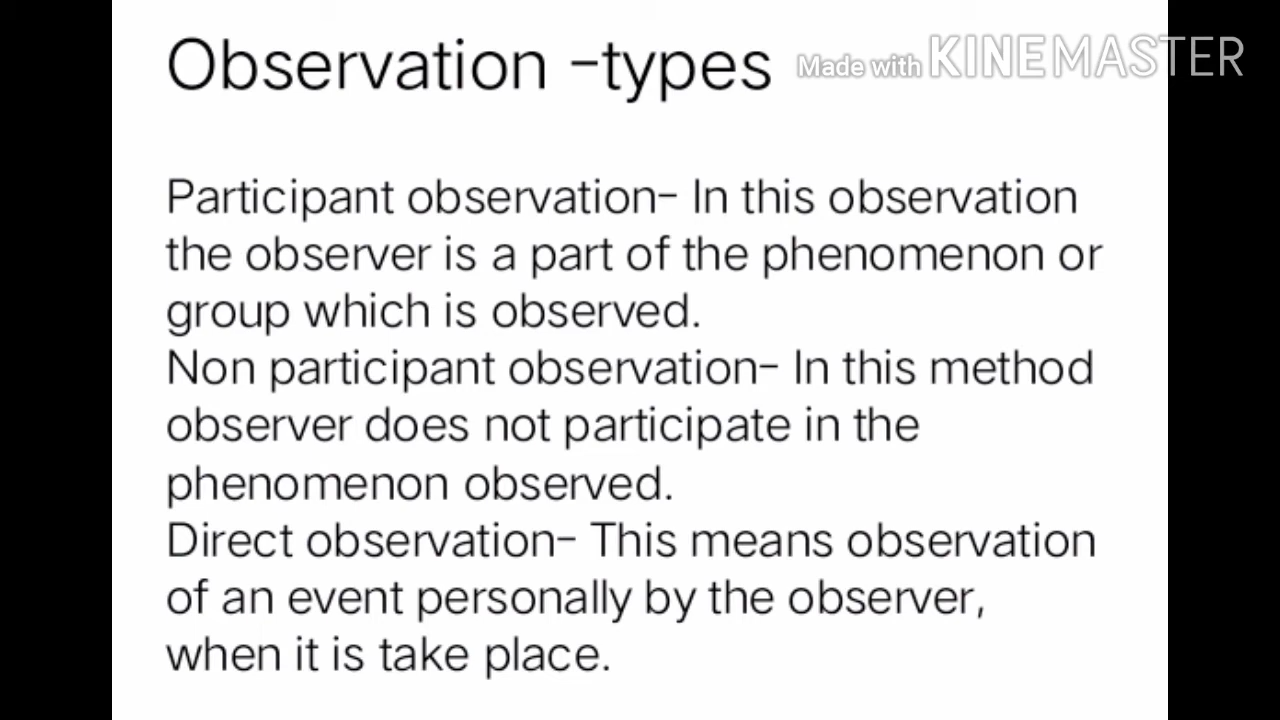 Observation -types
Made with KINEMASTER
Participant observation- In this observation
the observer is a part of the phenomenon or
group which is observed.
Non participant observation- In this method
observer does not participate in the
phenomenon observed.
Direct observation- This means observation
of an event personally by the observer,
when it is take place.